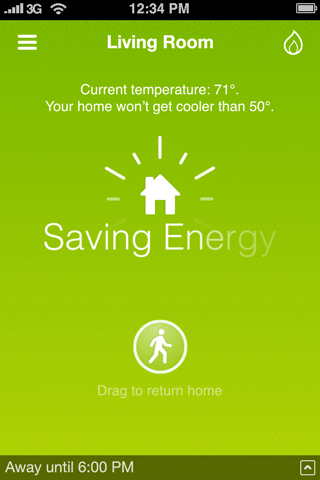 3G 12:34 PM
Living Room
Current temperature: 71°.
Your home won't get cooler than 50°.
Saving Energy
Drag to return home
Away until 6:00 PM